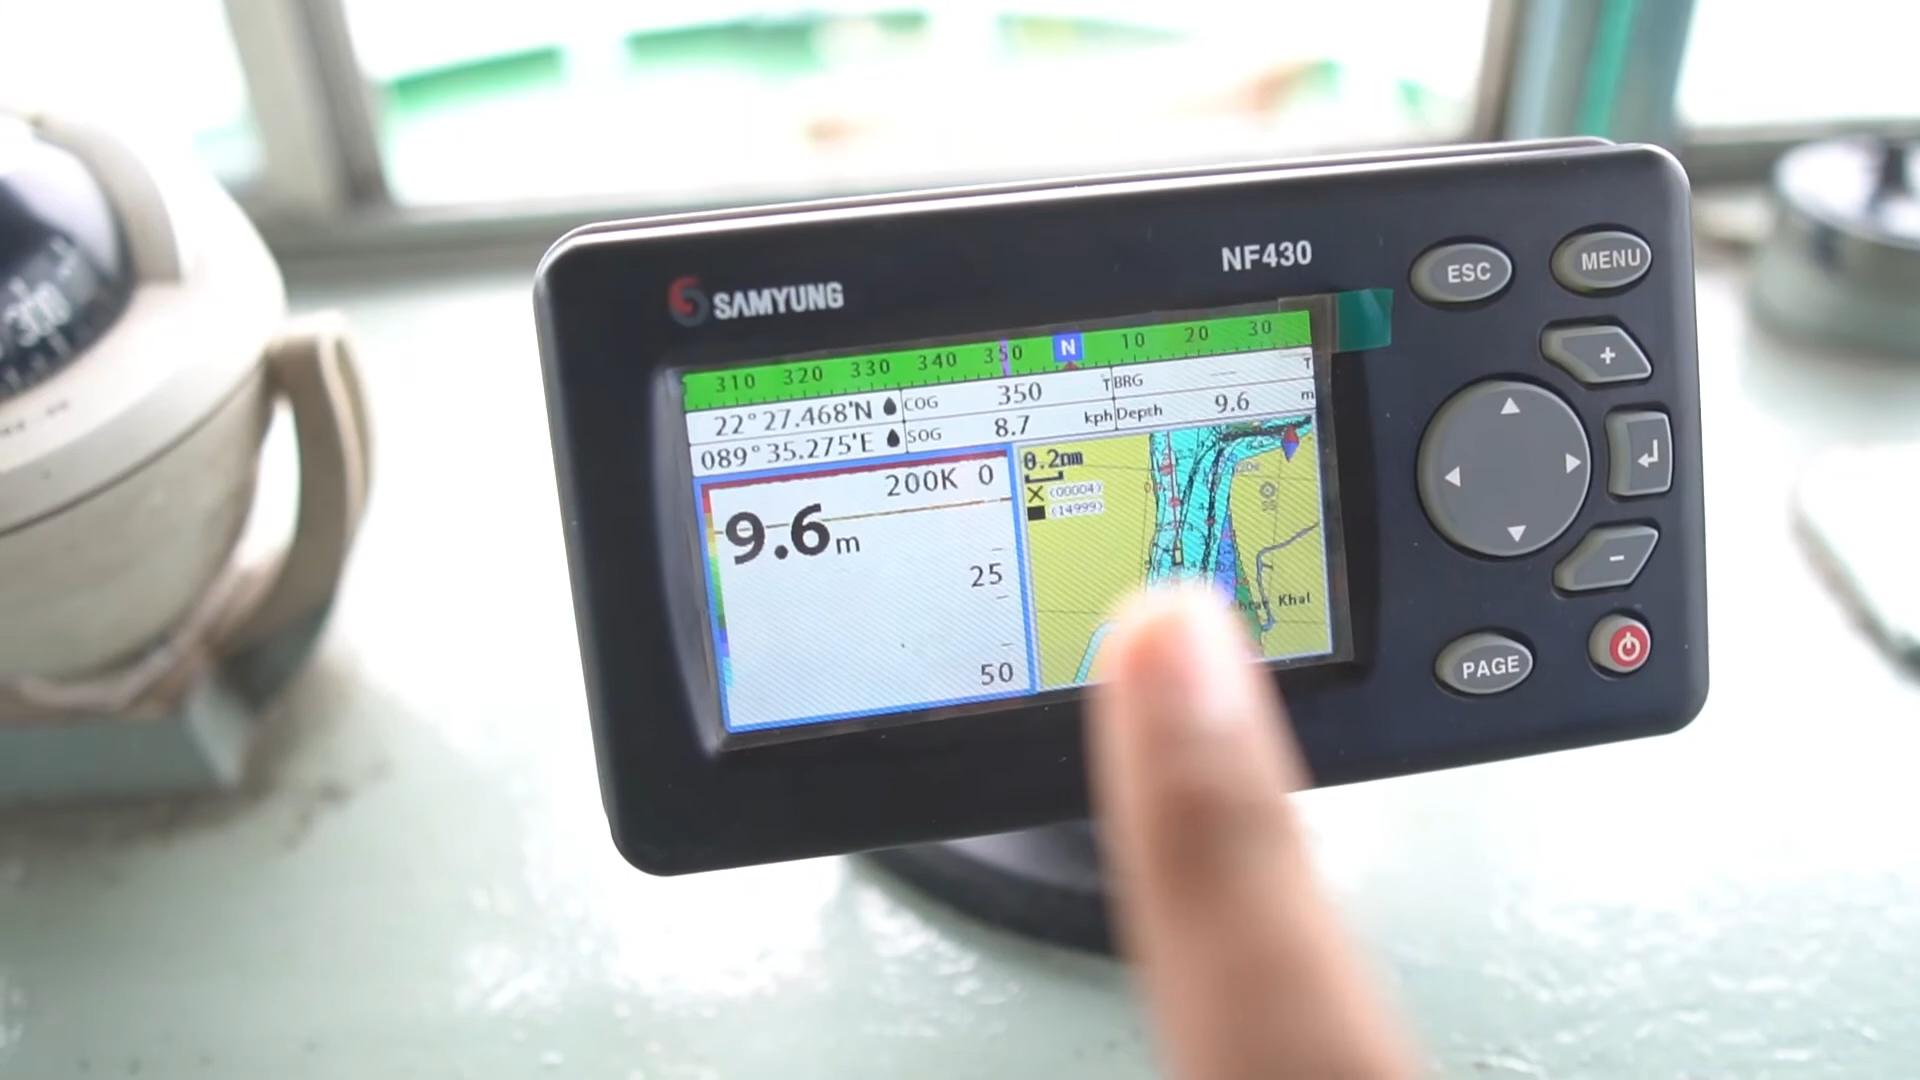 SAMYUNG
NF430
ESC
MENU
310 320 330 340 350 N 10 20 30
22°27.468'N
089°35.275'E
COG 350 T
SOG 8.7 kph
BRG --- T
Depth 9.6 m
200K 0
9.6m
25
50
0.2nm
(00004)
(14999)
Khal
+
-
PAGE
300